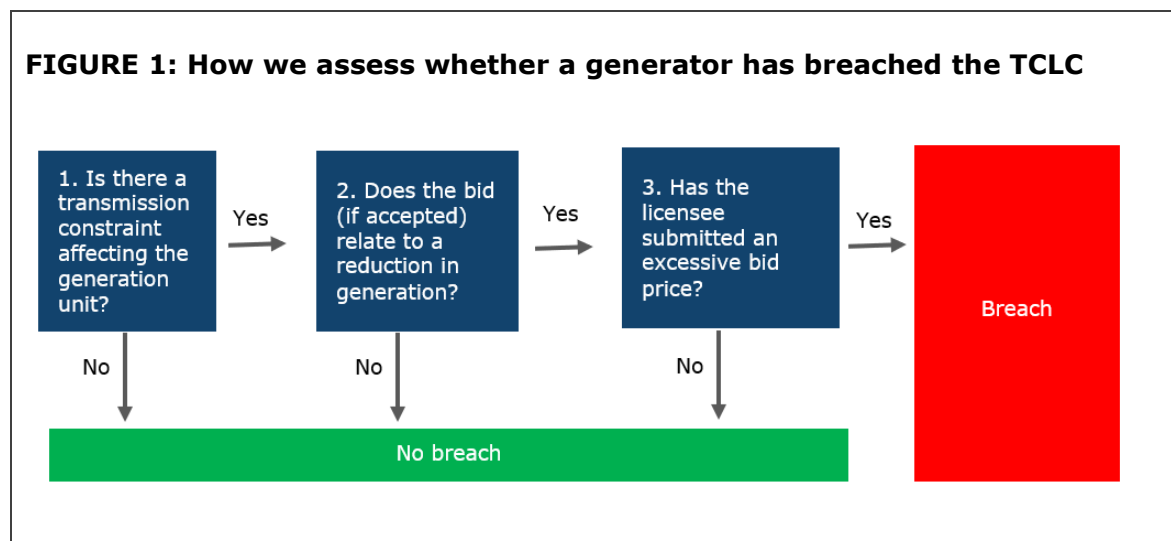 FIGURE 1: How we assess whether a generator has breached the TCLC
1. Is there a
transmission
constraint
affecting the
generation
unit?
Yes
2. Does the bid
(if accepted)
relate to a
reduction in
generation?
Yes
3. Has the
licensee
submitted an
excessive bid
price?
Yes
Breach
No
No
No
No breach